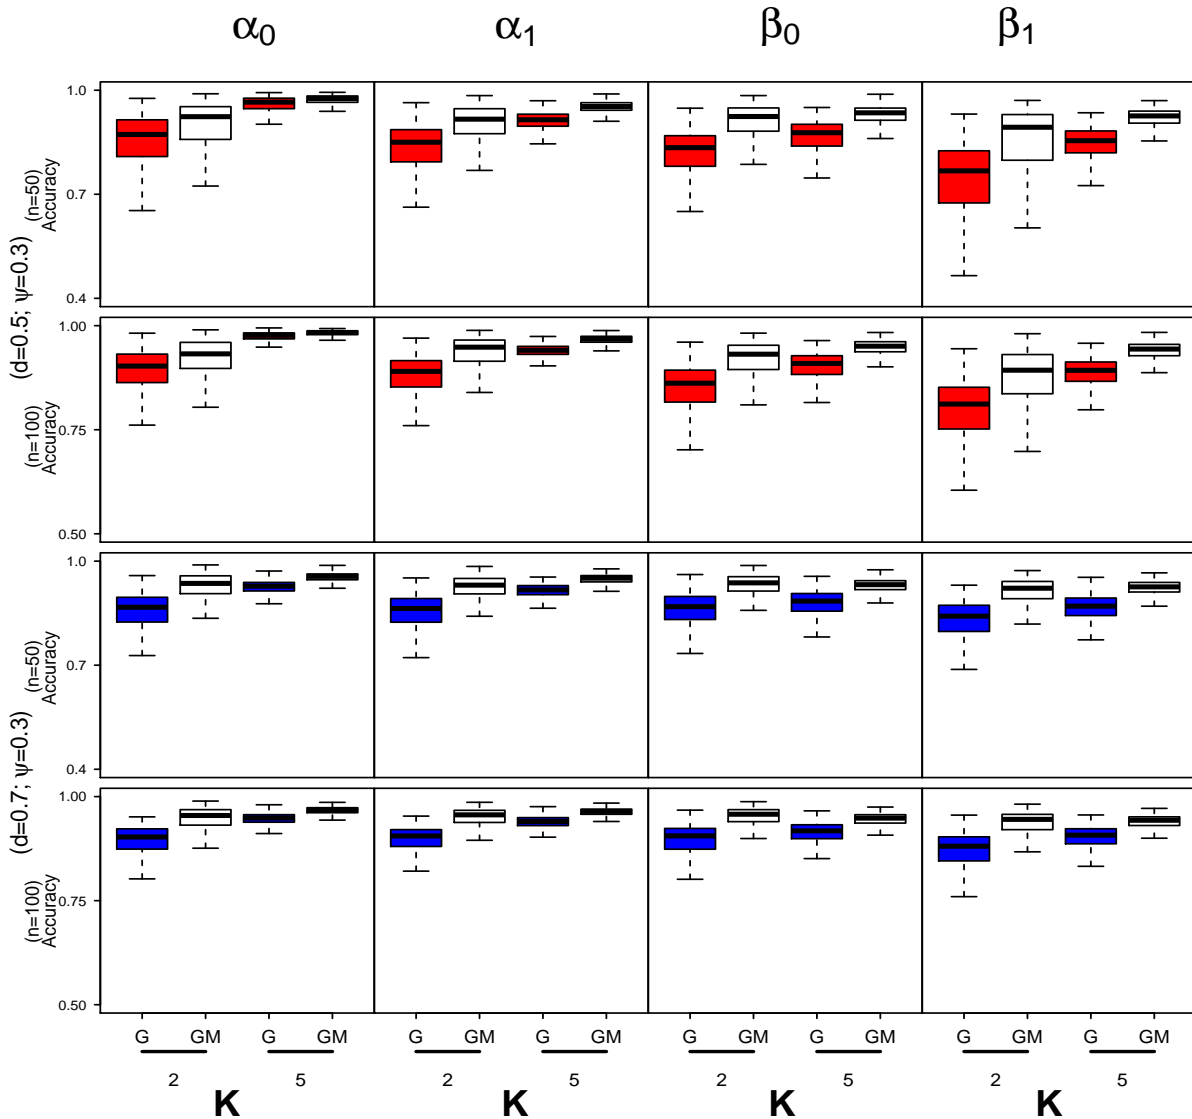 α0 α1 β0 β1
(d=0.5; ψ=0.3)
(n=50)
Accuracy
1.0
0.7
0.4
(n=100)
Accuracy
1.00
0.75
0.50
(d=0.7; ψ=0.3)
(n=50)
Accuracy
1.0
0.7
0.4
(n=100)
Accuracy
1.00
0.75
0.50
G GM G GM G GM G GM G GM G GM G GM G GM
2 5 2 5 2 5 2 5
K K K K